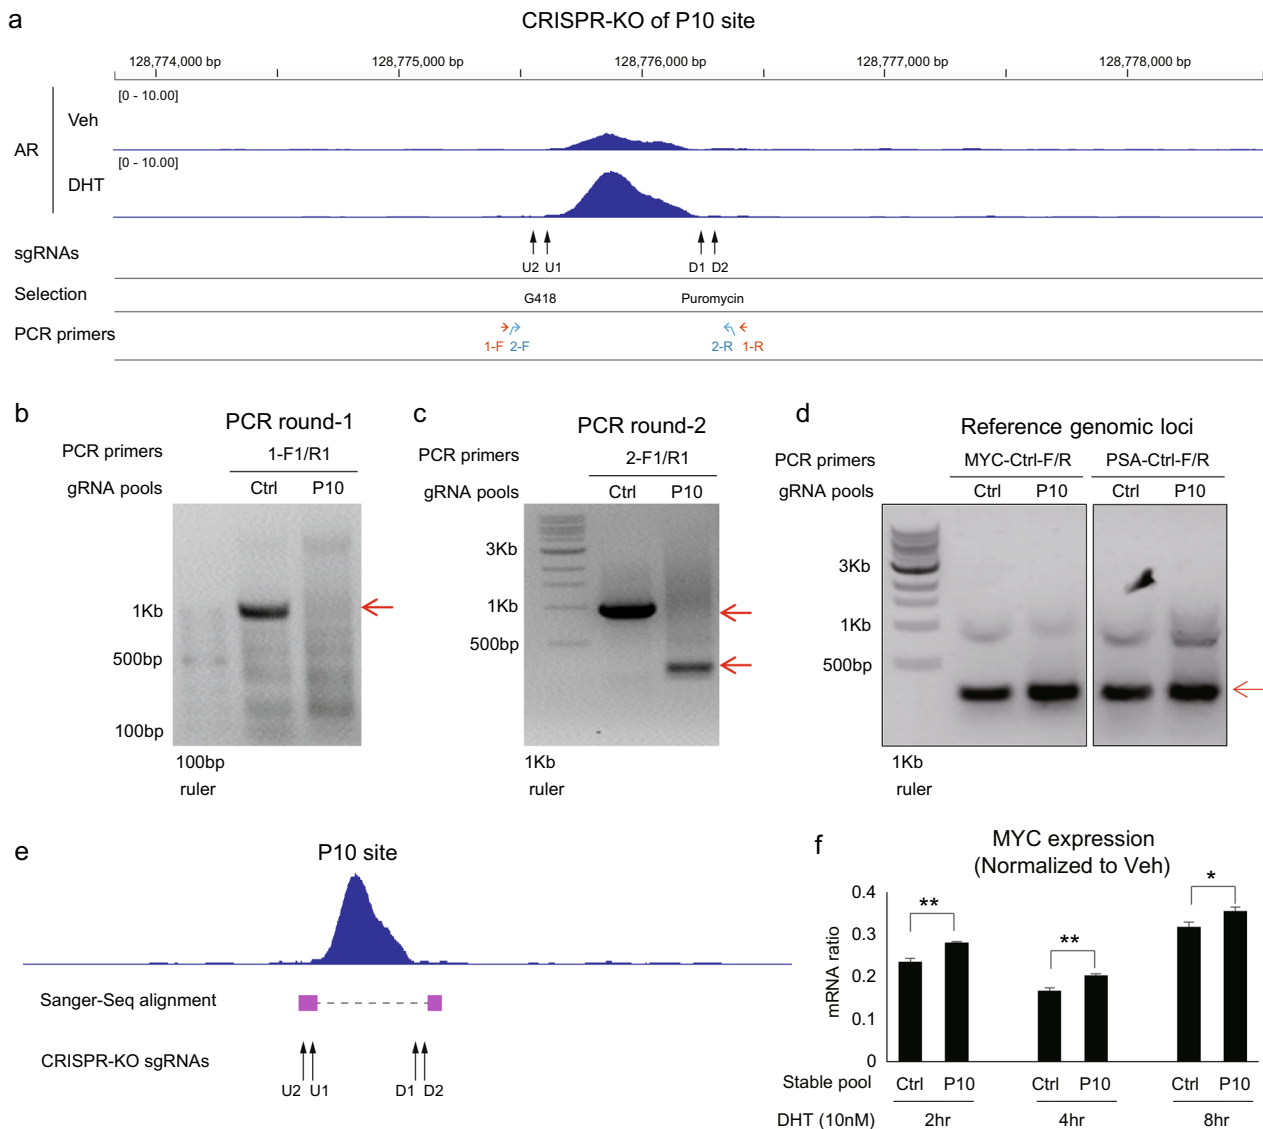 a
CRISPR-KO of P10 site
128,774,000 bp 128,775,000 bp 128,776,000 bp 128,777,000 bp 128,778,000 bp
[0 - 10.00]
Veh
AR
[0 - 10.00]
DHT
sgRNAs
U2 U1 D1 D2
Selection
G418 Puromycin
PCR primers
1-F 2-F 2-R 1-R
b
PCR round-1
PCR primers
1-F1/R1
gRNA pools
Ctrl P10
1Kb
500bp
100bp
100bp
ruler
c
PCR round-2
PCR primers
2-F1/R1
gRNA pools
Ctrl P10
3Kb
1Kb
500bp
1Kb
ruler
d
Reference genomic loci
PCR primers
MYC-Ctrl-F/R PSA-Ctrl-F/R
gRNA pools
Ctrl P10 Ctrl P10
3Kb
1Kb
500bp
1Kb
ruler
e
P10 site
Sanger-Seq alignment
CRISPR-KO sgRNAs
U2 U1 D1 D2
f
MYC expression
(Normalized to Veh)
mRNA ratio
0.4
0.3
0.2
0.1
0
** ** *
Stable pool
Ctrl P10 Ctrl P10 Ctrl P10
DHT (10nM) 2hr 4hr 8hr